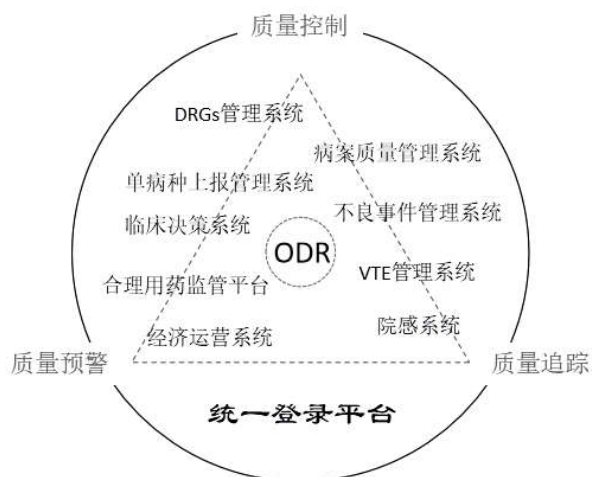 质量控制
DRGs管理系统
病案质量管理系统
单病种上报管理系统
不良事件管理系统
临床决策系统
ODR
VTE管理系统
合理用药监管平台
院感系统
经济运营系统
质量预警
质量追踪
统一登录平台